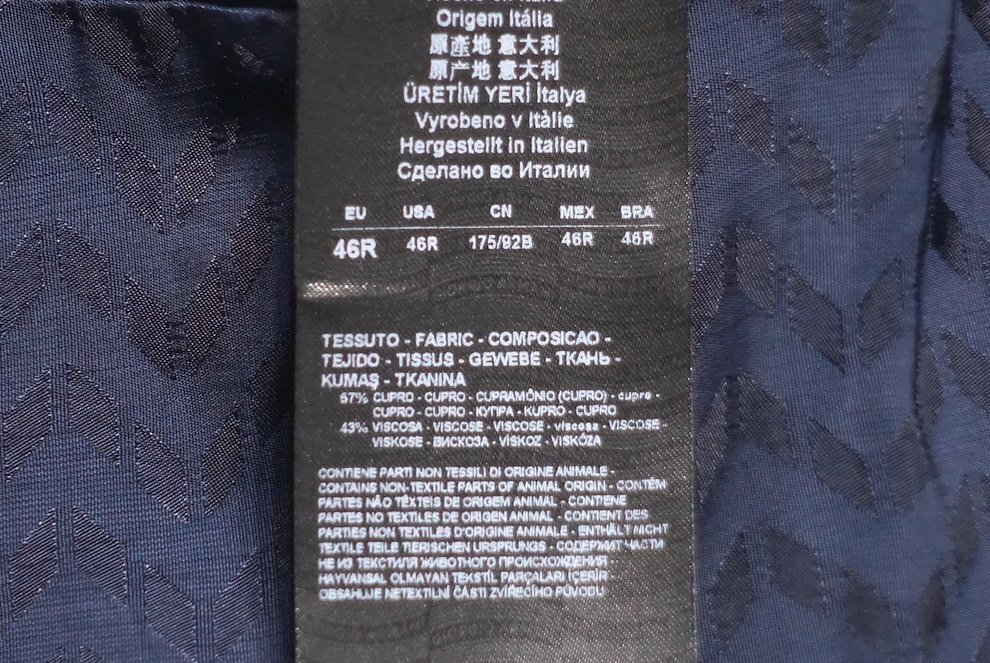 Origem Itália
原產地 意大利
原产地 意大利
ÜRETİM YERİ İtalya
Vyrobeno v Itálie
Hergestellt in Italien
Сделано во Италии
EU USA CN MEX BRA
46R 46R 175/92B 46R 46R
TESSUTO - FABRIC - COMPOSICAO -
TEJIDO - TISSUS - GEWEBE - ТКАНЬ -
KUMAŞ - TKANINA
57% CUPRO - CUPRO - CUPRAMÔNIO (CUPRO) - cupro -
CUPRO - CUPRO - КУПРА - KUPRO - CUPRO
43% VISCOSA - VISCOSE - VISCOSE - viscosa - VISCOSE -
VISKOSE - ВИСКОЗА - VİSKOZ - VISKÓZA
CONTIENE PARTI NON TESSILI DI ORIGINE ANIMALE -
CONTAINS NON-TEXTILE PARTS OF ANIMAL ORIGIN - CONTÉM
PARTES NÃO TÊXTEIS DE ORIGEM ANIMAL - CONTIENE
PARTES NO TEXTILES DE ORIGEN ANIMAL - CONTIENT DES
PARTIES NON TEXTILES D'ORIGINE ANIMALE - ENTHÄLT NICHT
TEXTILE TEILE TIERISCHEN URSPRUNGS - СОДЕРЖИТ ЧАСТИ
НЕ ИЗ ТЕКСТИЛЯ ЖИВОТНОГО ПРОИСХОЖДЕНИЯ -
HAYVANSAL OLMAYAN TEKSTİL PARÇALARI İÇERİR -
OBSAHUJE NETEXTILNÍ ČÁSTI ZVÍŘECÍHO PŮVODU